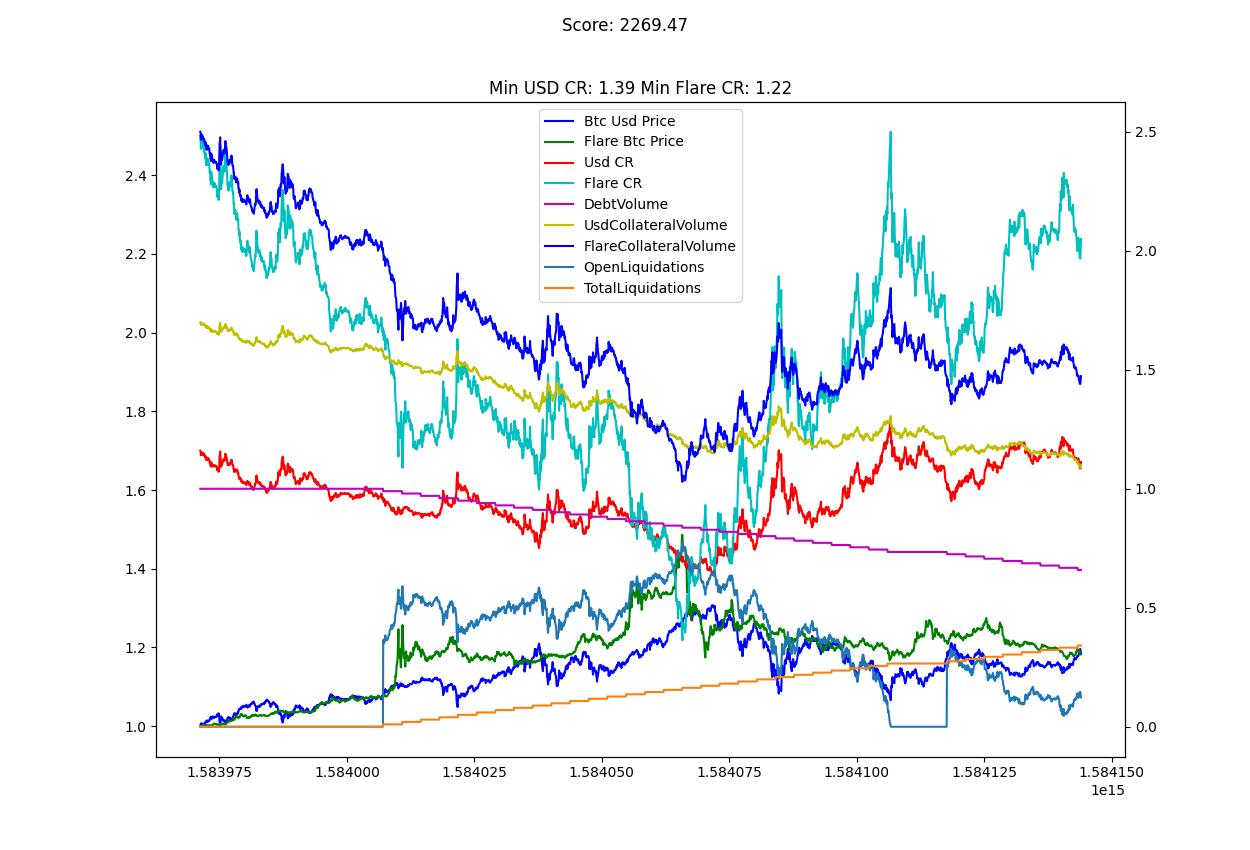 Score: 2269.47
Min USD CR: 1.39 Min Flare CR: 1.22
Btc Usd Price
Flare Btc Price
Usd CR
Flare CR
DebtVolume
UsdCollateralVolume
FlareCollateralVolume
OpenLiquidations
TotalLiquidations
2.4
2.2
2.0
1.8
1.6
1.4
1.2
1.0
2.5
2.0
1.5
1.0
0.5
0.0
1.583975 1.584000 1.584025 1.584050 1.584075 1.584100 1.584125 1.584150
1e15